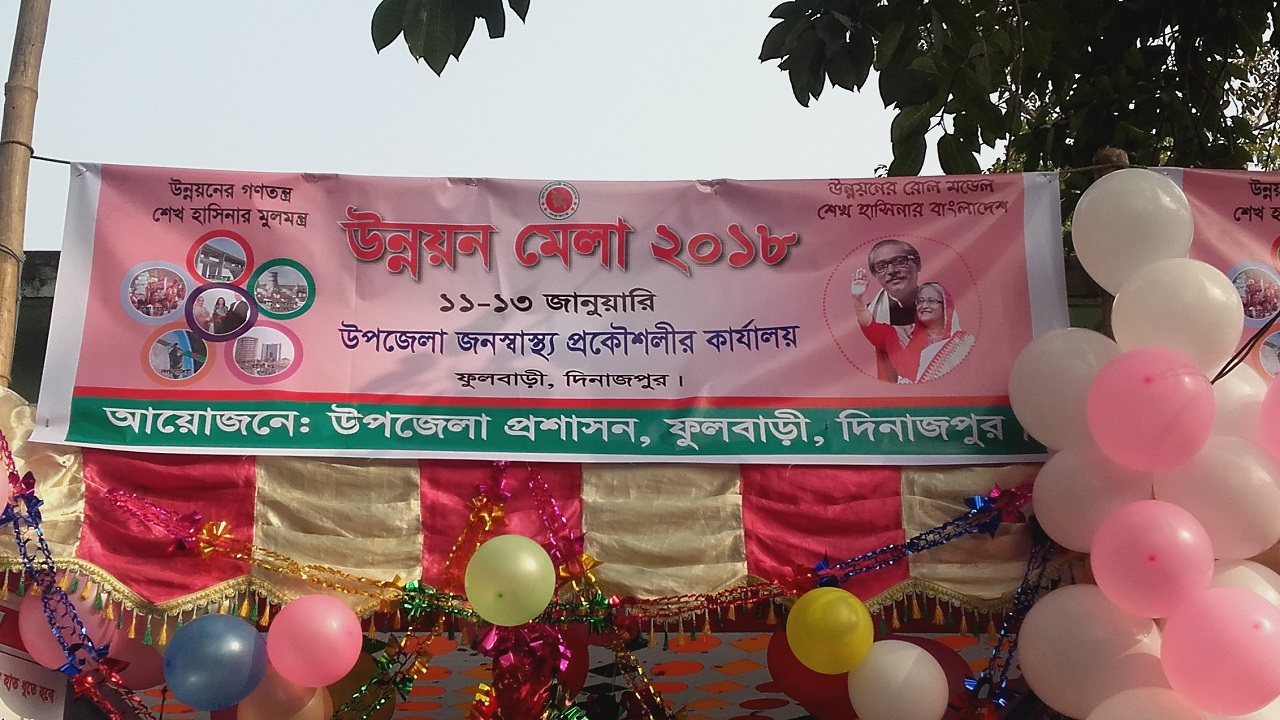 উন্নয়নের গণতন্ত্র
শেখ হাসিনার মুলমন্ত্র
উন্নয়ন মেলা ২০১৮
১১-১৩ জানুয়ারি
উপজেলা জনস্বাস্থ্য প্রকৌশলীর কার্যালয়
ফুলবাড়ী, দিনাজপুর।
উন্নয়নের রোল মডেল
শেখ হাসিনার বাংলাদেশ
আয়োজনে: উপজেলা প্রশাসন, ফুলবাড়ী, দিনাজপুর ।
শেখ
হাত ধুতে হবে